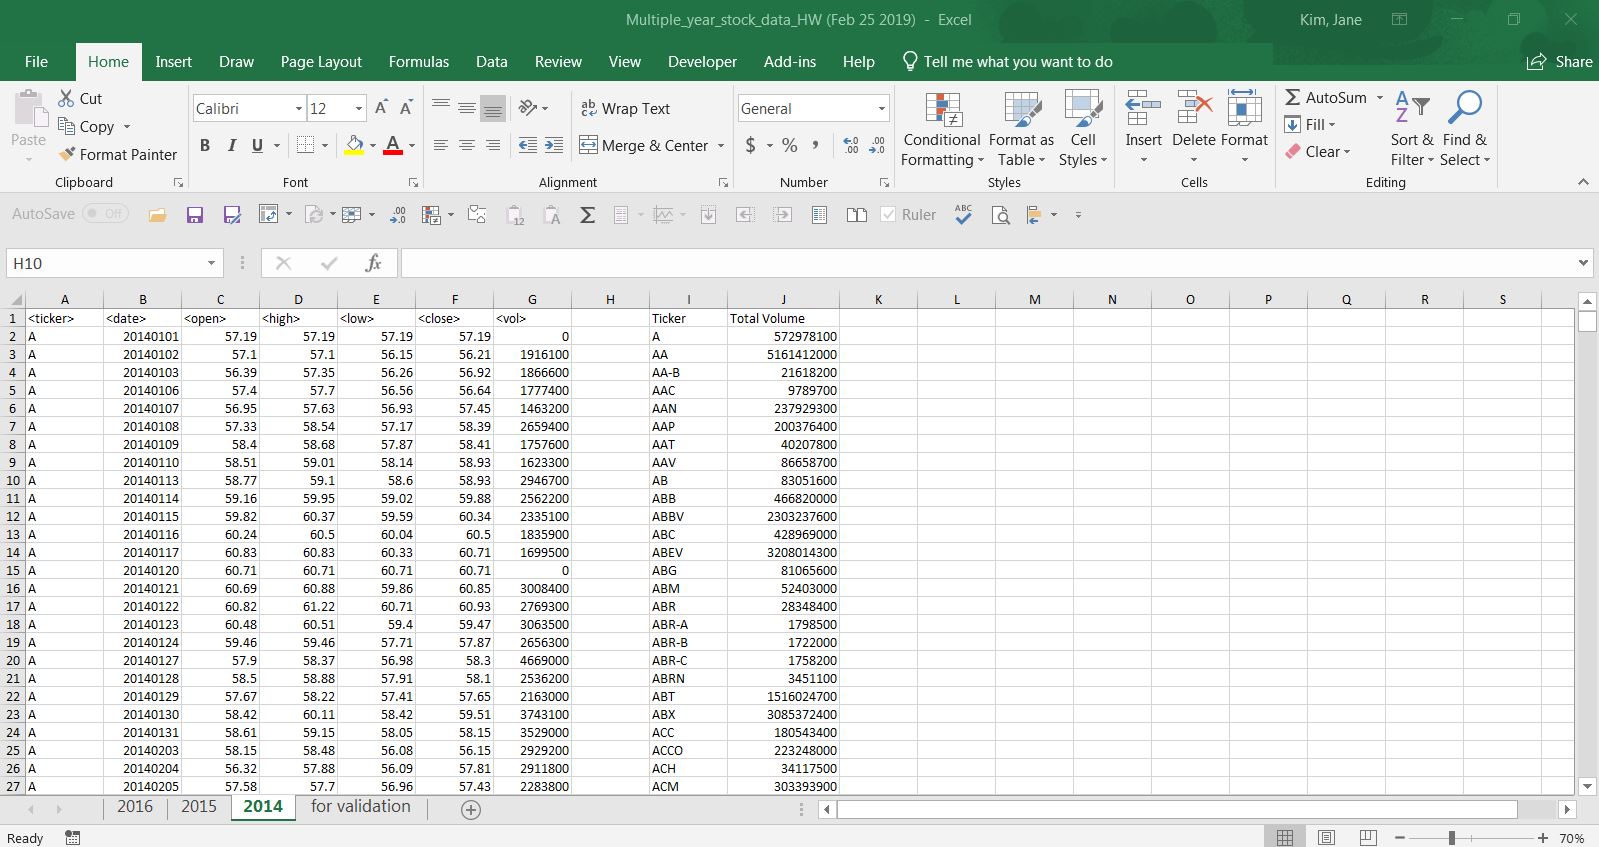 Multiple_year_stock_data_HW (Feb 25 2019) - Excel
Kim, Jane
File Home Insert Draw Page Layout Formulas Data Review View Developer Add-ins Help Tell me what you want to do Share
Paste
Cut
Copy
Format Painter
Clipboard
Calibri 12 A A
B I U A
Font
ab Wrap Text
Merge & Center
Alignment
General
$ % , .00 .00
Number
Conditional Formatting
Format as Table
Cell Styles
Styles
Insert Delete Format
Cells
AutoSum
Fill
Clear
Sort & Filter
Find & Select
Editing
AutoSave Off
Ruler
ABC
H10 fx
A B C D E F G H I J K L M N O P Q R S
1 <ticker> <date> <open> <high> <low> <close> <vol> Ticker Total Volume
2 A 20140101 57.19 57.19 57.19 57.19 0 A 572978100
3 A 20140102 57.1 57.1 56.15 56.21 1916100 AA 5161412000
4 A 20140103 56.39 57.35 56.26 56.92 1866600 AA-B 21618200
5 A 20140106 57.4 57.7 56.56 56.64 1777400 AAC 9789700
6 A 20140107 56.95 57.63 56.93 57.45 1463200 AAN 237929300
7 A 20140108 57.33 58.54 57.17 58.39 2659400 AAP 200376400
8 A 20140109 58.4 58.68 57.87 58.41 1757600 AAT 40207800
9 A 20140110 58.51 59.01 58.14 58.93 1623300 AAV 86658700
10 A 20140113 58.77 59.1 58.6 58.93 2946700 AB 83051600
11 A 20140114 59.16 59.95 59.02 59.88 2562200 ABB 466820000
12 A 20140115 59.82 60.37 59.59 60.34 2335100 ABBV 2303237600
13 A 20140116 60.24 60.5 60.04 60.5 1835900 ABC 428969000
14 A 20140117 60.83 60.83 60.33 60.71 1699500 ABEV 3208014300
15 A 20140120 60.71 60.71 60.71 60.71 0 ABG 81065600
16 A 20140121 60.69 60.88 59.86 60.85 3008400 ABM 52403000
17 A 20140122 60.82 61.22 60.71 60.93 2769300 ABR 28348400
18 A 20140123 60.48 60.51 59.4 59.47 3063500 ABR-A 1798500
19 A 20140124 59.46 59.46 57.71 57.87 2656300 ABR-B 1722000
20 A 20140127 57.9 58.37 56.98 58.3 4669000 ABR-C 1758200
21 A 20140128 58.5 58.88 57.91 58.1 2536200 ABRN 3451100
22 A 20140129 57.67 58.22 57.41 57.65 2163000 ABT 1516024700
23 A 20140130 58.42 60.11 58.42 59.51 3743100 ABX 3085372400
24 A 20140131 58.61 59.15 58.05 58.15 3529000 ACC 180543400
25 A 20140203 58.15 58.48 56.08 56.15 2929200 ACCO 223248000
26 A 20140204 56.32 57.88 56.09 57.81 2911800 ACH 34117500
27 A 20140205 57.58 57.7 56.96 57.43 2283800 ACM 303393900
2016 2015 2014 for validation
Ready 70%